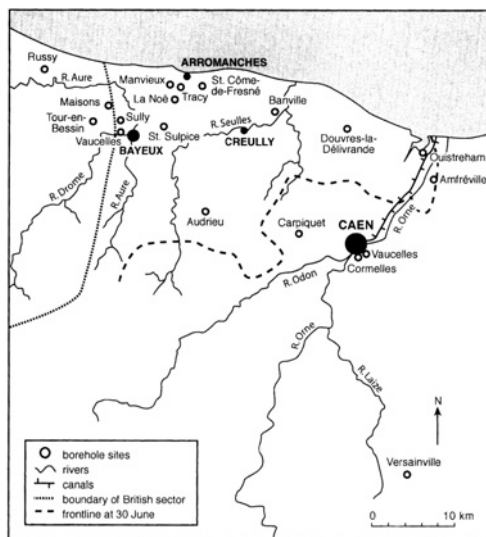 Russy
R. Aure
ARROMANCHES
Manvieux
St. Côme-
de-Fresné
La Noë
Tracy
Maisons
Banville
Tour-en-
Bessin
Sully
Vaucelles
BAYEUX
St. Sulpice
R. Seulles
CREULLY
Douvres-la-
Délivrande
Ouistreham
Amfréville
R. Drome
R. Aure
Audrieu
Carpiquet
CAEN
R. Orne
Vaucelles
Cormelles
R. Odon
R. Orne
R. Laize
N
Versainville
borehole sites
rivers
canals
boundary of British sector
frontline at 30 June
0 10 km